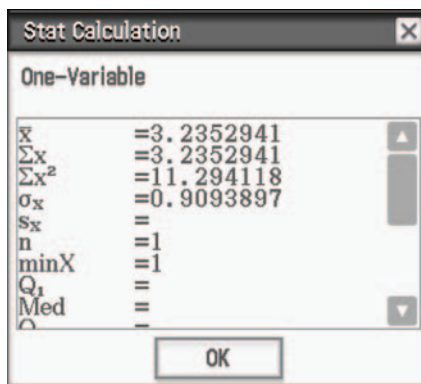 Stat Calculation
One-Variable
x̄ =3.2352941
Σx =3.2352941
Σx² =11.294118
σx =0.9093897
sx =
n =1
minX =1
Q₁ =
Med =
OK